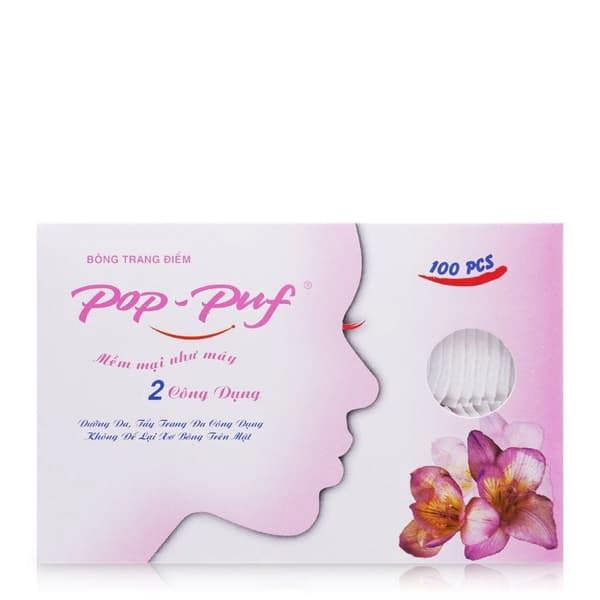 BÔNG TRANG ĐIỂM
Pop-Puf®
100 PCS
Mềm mại như mây
2 Công Dụng
Dưỡng Da, Tẩy Trang Đa Công Dụng
Không Để Lại Xơ Bông Trên Mặt